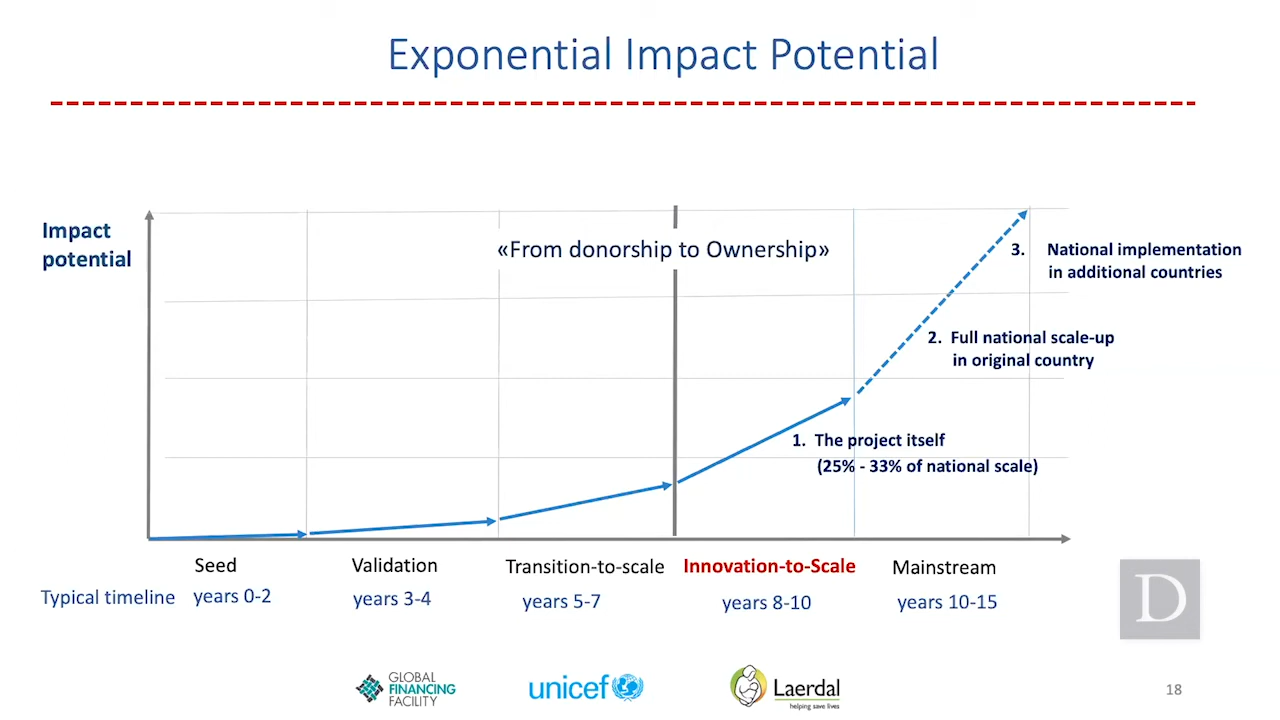 Exponential Impact Potential
Impact
potential
«From donorship to Ownership»
3. National implementation
in additional countries
2. Full national scale-up
in original country
1. The project itself
(25% - 33% of national scale)
Seed Validation Transition-to-scale Innovation-to-Scale Mainstream
Typical timeline years 0-2 years 3-4 years 5-7 years 8-10 years 10-15
D
GLOBAL
FINANCING
FACILITY
unicef
Laerdal
helping save lives
18